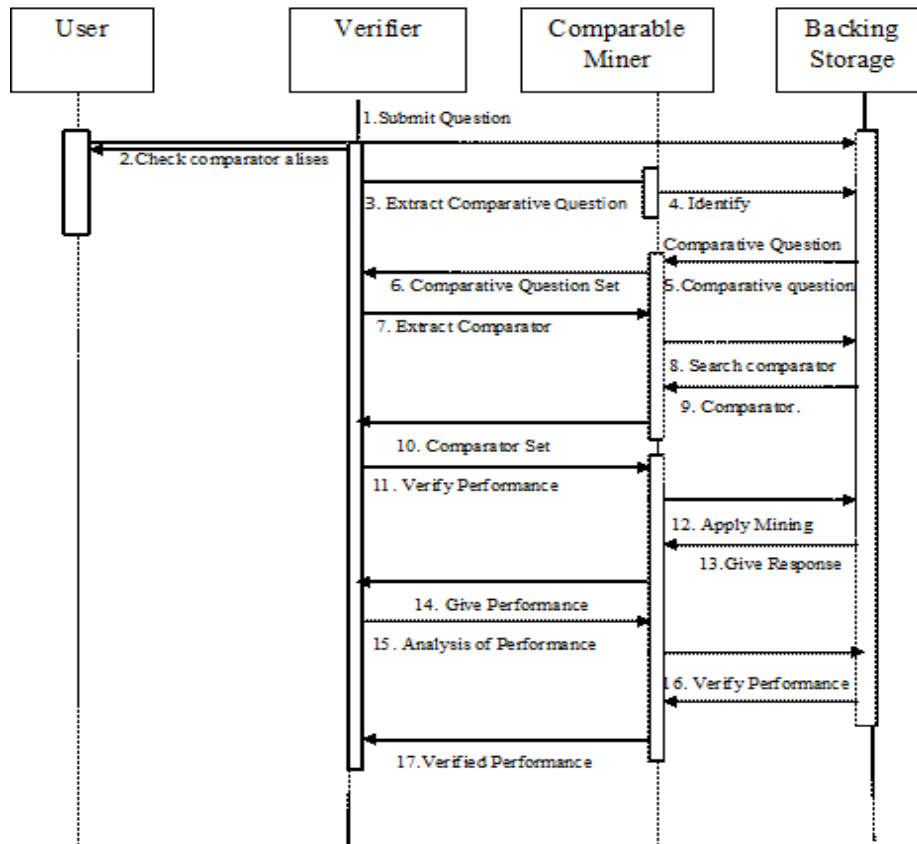 User
Verifier
Comparable
Miner
Backing
Storage
1.Submit Question
2.Check comparator alises
3. Extract Comparative Question
4. Identify
Comparative Question
6. Comparative Question Set
5.Comparative question
7. Extract Comparator
8. Search comparator
9. Comparator.
10. Comparator Set
11. Verify Performance
12. Apply Mining
13.Give Response
14. Give Performance
15. Analysis of Performance
16. Verify Performance
17.Verified Performance